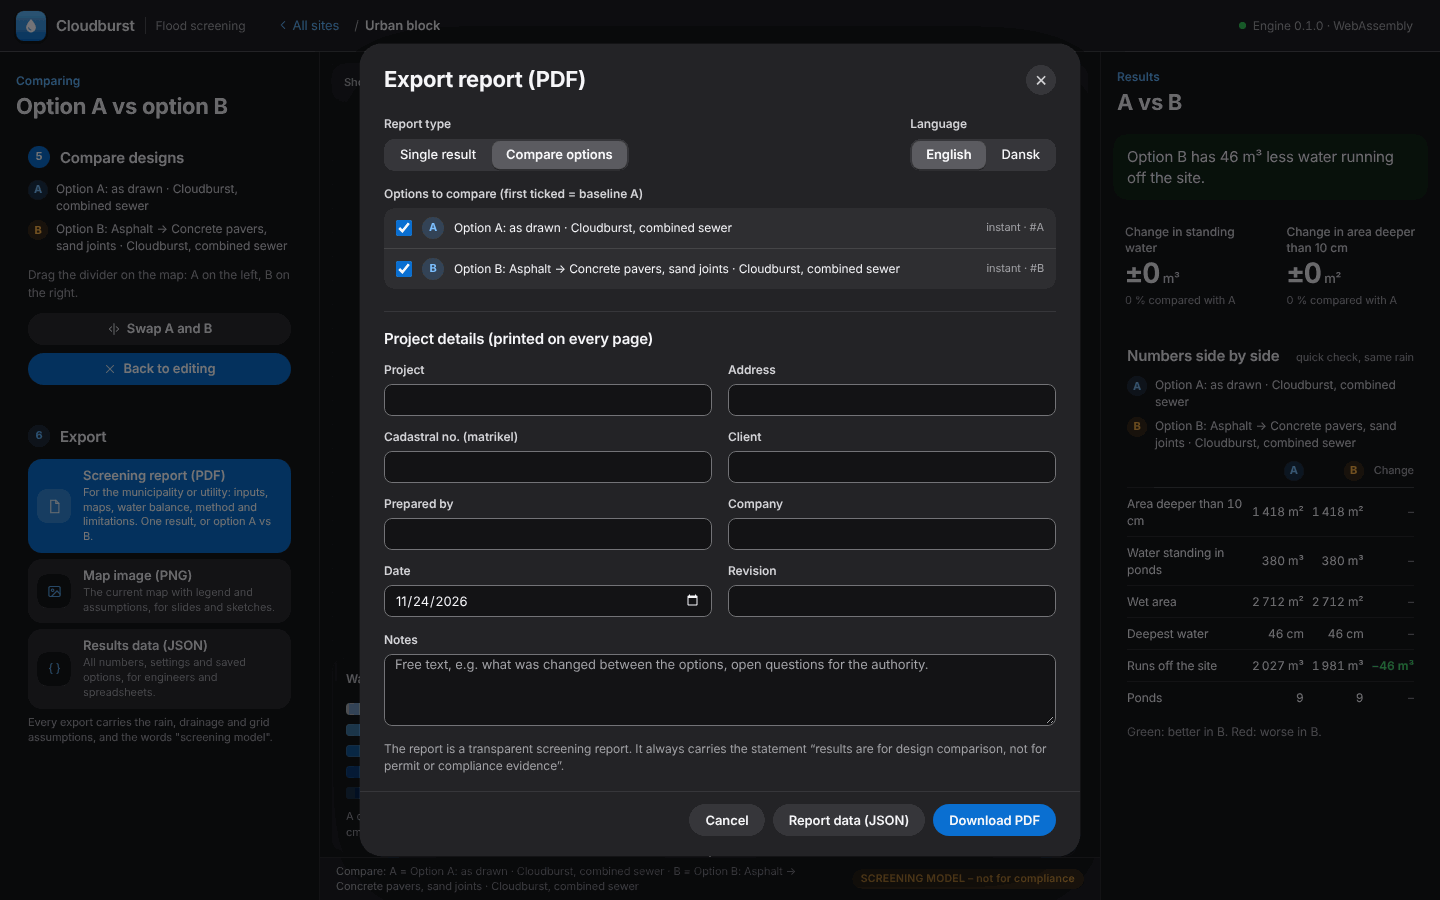 Cloudburst
Flood screening
All sites
/ Urban block
Engine 0.1.0 · WebAssembly
Comparing
Option A vs option B
5 Compare designs
A Option A: as drawn · Cloudburst,
combined sewer
B Option B: Asphalt → Concrete pavers,
sand joints · Cloudburst, combined sewer
Drag the divider on the map: A on the left, B on
the right.
Swap A and B
Back to editing
6 Export
Screening report (PDF)
For the municipality or utility: inputs,
maps, water balance, method and
limitations. One result, or option A vs
B.
Map image (PNG)
The current map with legend and
assumptions, for slides and sketches.
Results data (JSON)
All numbers, settings and saved
options, for engineers and
spreadsheets.
Every export carries the rain, drainage and grid
assumptions, and the words "screening model".
Export report (PDF)
Report type
Language
Single result
Compare options
English
Dansk
Options to compare (first ticked = baseline A)
A Option A: as drawn · Cloudburst, combined sewer instant · #A
B Option B: Asphalt → Concrete pavers, sand joints · Cloudburst, combined sewer instant · #B
Project details (printed on every page)
Project
Address
Cadastral no. (matrikel)
Client
Prepared by
Company
Date
Revision
11/24/2026
Notes
Free text, e.g. what was changed between the options, open questions for the authority.
The report is a transparent screening report. It always carries the statement “results are for design comparison, not for
permit or compliance evidence”.
Cancel
Report data (JSON)
Download PDF
Compare: A = Option A: as drawn · Cloudburst, combined sewer · B = Option B: Asphalt →
Concrete pavers, sand joints · Cloudburst, combined sewer
SCREENING MODEL – not for compliance
Results
A vs B
Option B has 46 m³ less water running
off the site.
Change in standing
water
±0 m³
0 % compared with A
Change in area deeper
than 10 cm
±0 m²
0 % compared with A
Numbers side by side quick check, same rain
A Option A: as drawn · Cloudburst, combined
sewer
B Option B: Asphalt → Concrete pavers, sand
joints · Cloudburst, combined sewer
A B Change
Area deeper than 10
cm
1 418 m² 1 418 m² –
Water standing in
ponds
380 m³ 380 m³ –
Wet area 2 712 m² 2 712 m² –
Deepest water 46 cm 46 cm –
Runs off the site 2 027 m³ 1 981 m³ −46 m³
Ponds 9 9 –
Green: better in B. Red: worse in B.